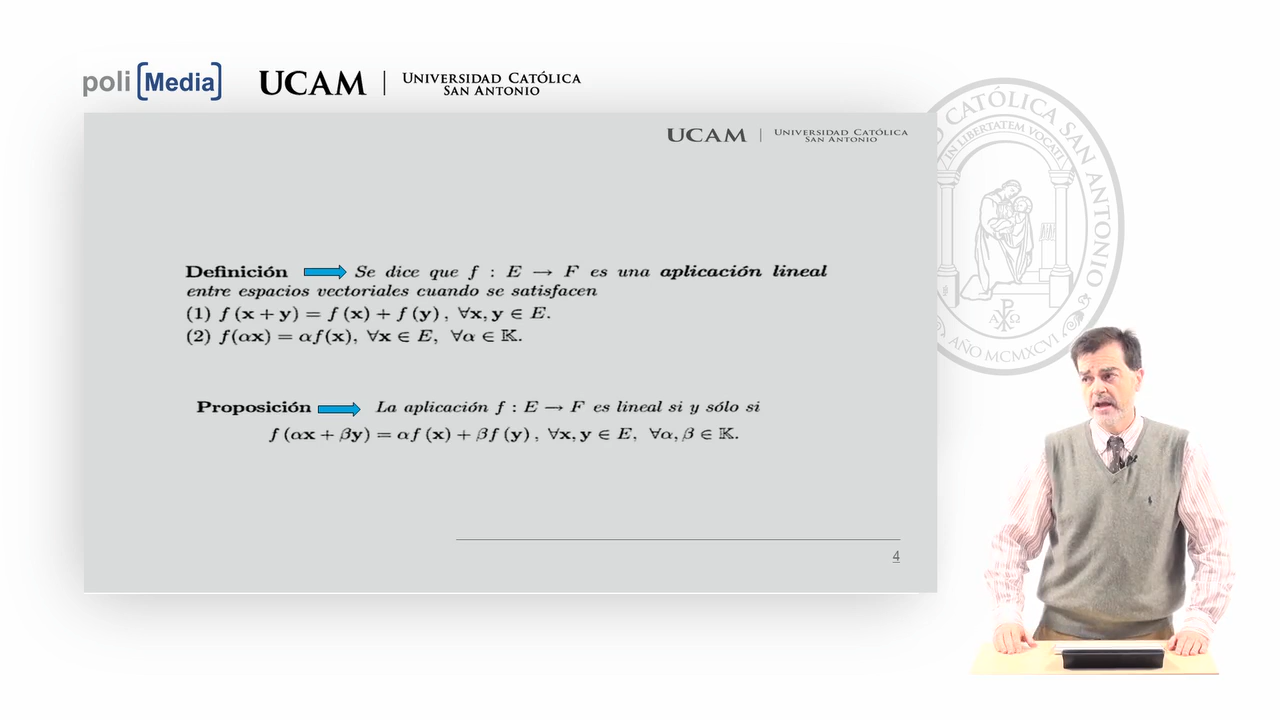 poli [Media]
UCAM | UNIVERSIDAD CATÓLICA
SAN ANTONIO
UCAM | UNIVERSIDAD CATÓLICA
SAN ANTONIO
CATÓLICA SAN ANTONIO
IN LIBERTATEM VOCATI
AÑO MCMXCVI
Definición Se dice que f : E → F es una aplicación lineal
entre espacios vectoriales cuando se satisfacen
(1) f (x + y) = f (x) + f (y) , ∀x, y ∈ E.
(2) f(αx) = αf(x), ∀x ∈ E, ∀α ∈ 𝕂.
Proposición La aplicación f : E → F es lineal si y sólo si
f (αx + βy) = αf (x) + βf (y) , ∀x, y ∈ E, ∀α, β ∈ 𝕂.
4